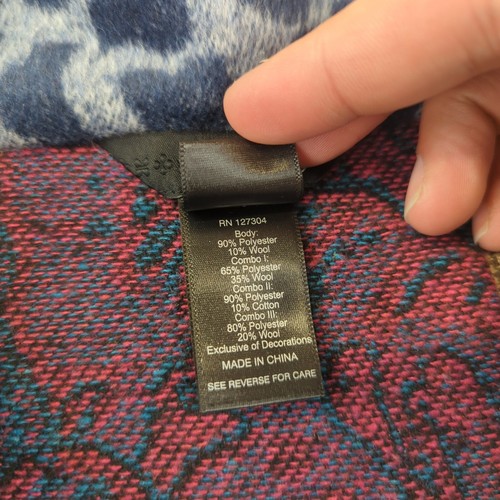 RN 127304
Body:
90% Polyester
10% Wool
Combo I:
65% Polyester
35% Wool
Combo II:
90% Polyester
10% Cotton
Combo III:
80% Polyester
20% Wool
Exclusive of Decorations
MADE IN CHINA
SEE REVERSE FOR CARE